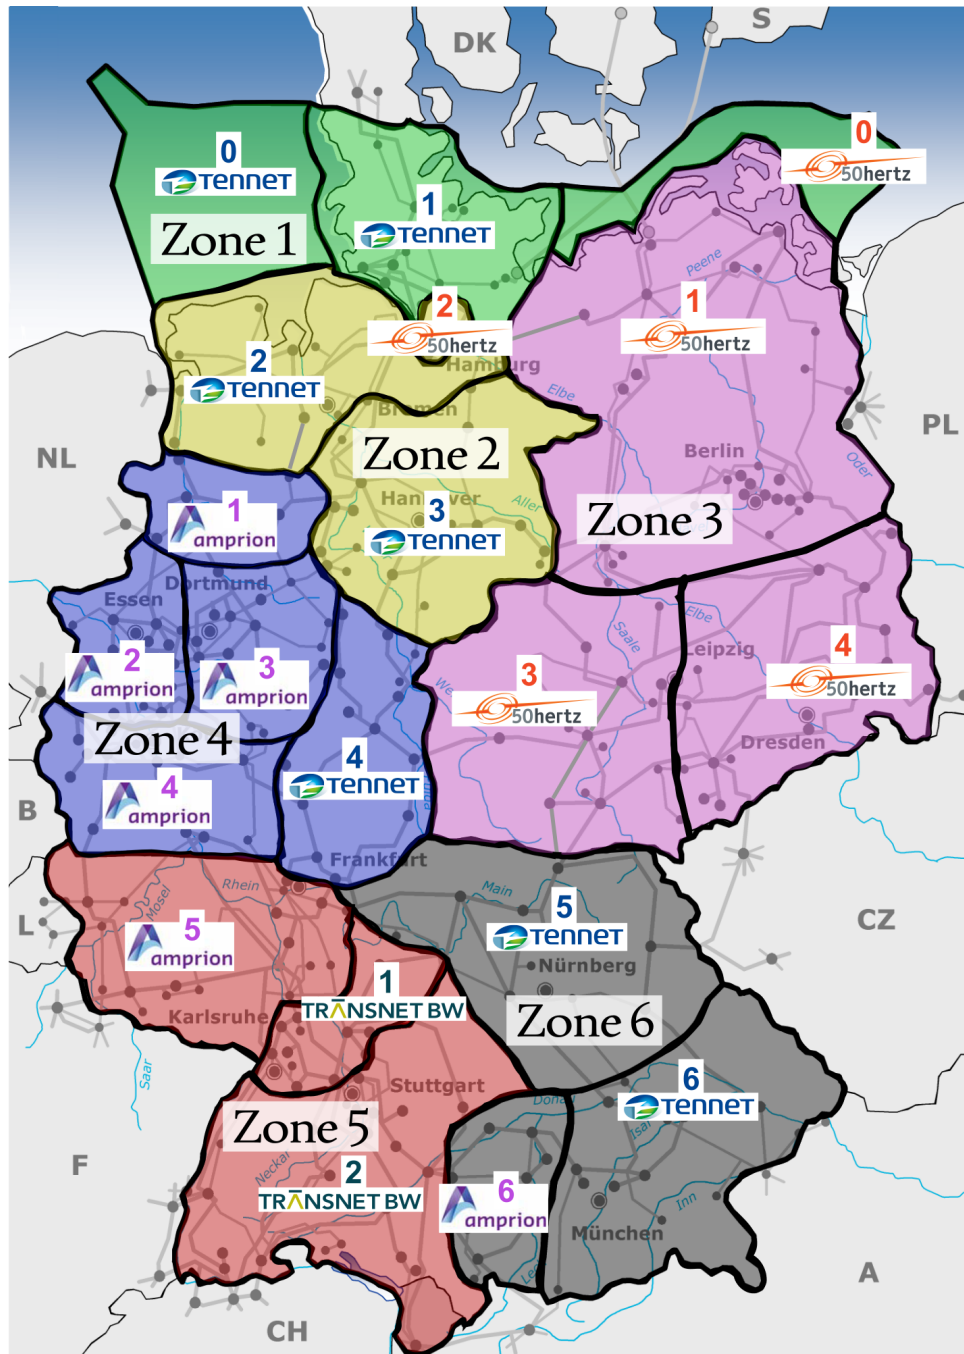 DK
S
0
TENNET
0
50hertz
1
TENNET
Zone 1
Peene
2
50hertz
1
50hertz
2
TENNET
Hamburg
Elbe
Bremen
NL
PL
Zone 2
Berlin
Oder
Hannover
Aller
3
TENNET
1
amprion
Zone 3
Dortmund
Essen
Elbe
Saale
Leipzig
2
amprion
3
amprion
3
50hertz
4
50hertz
Zone 4
Dresden
4
amprion
4
TENNET
B
Frankfurt
Rhein
Mosel
Main
5
TENNET
L
CZ
5
amprion
Nürnberg
1
TRANSNET BW
Karlsruhe
Zone 6
Saar
Stuttgart
6
TENNET
Donau
Isar
Zone 5
F
Neckar
2
TRANSNET BW
6
amprion
Inn
München
A
CH